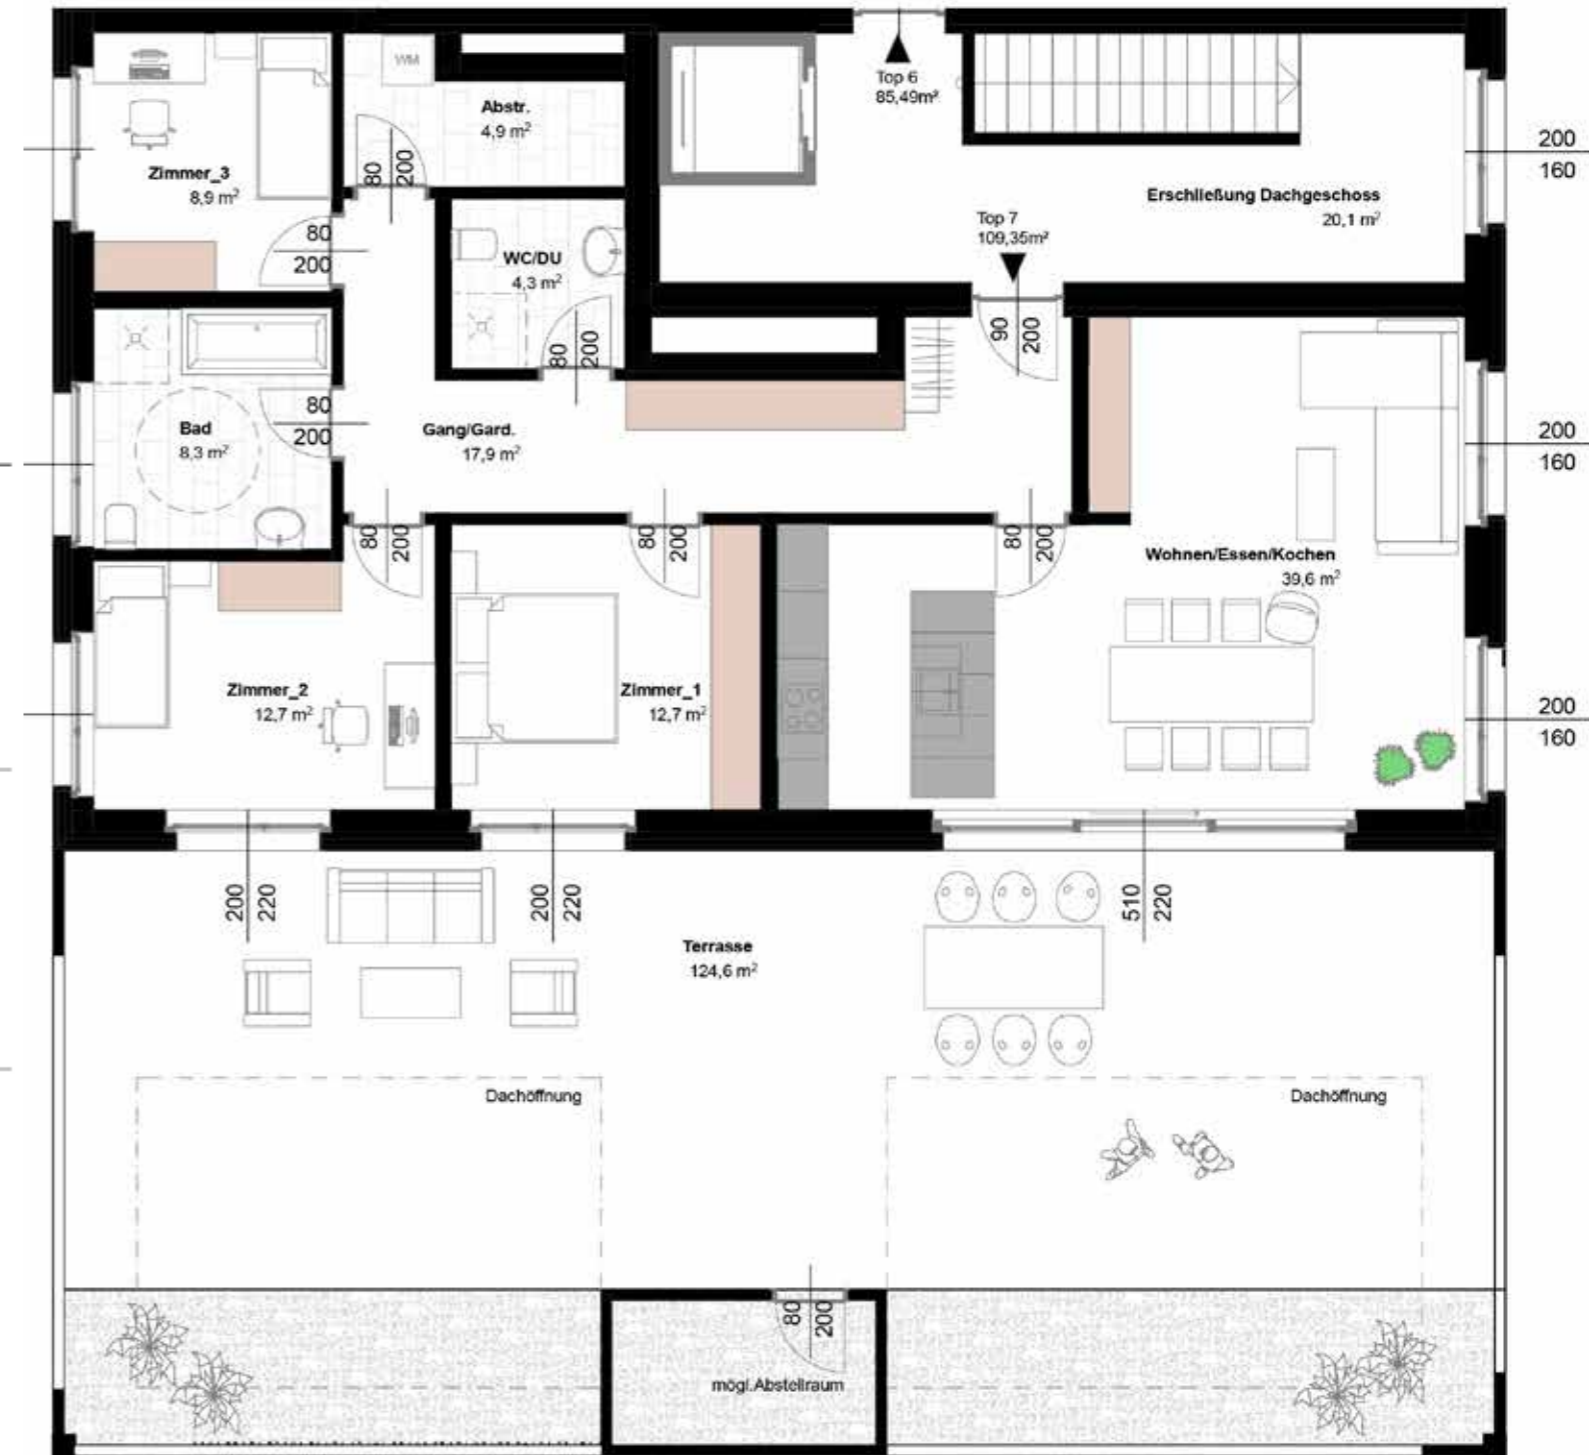 WM
Top 6
85,49m²
Abstr.
4,9 m²
80
200
200
160
Zimmer_3
8,9 m²
Erschließung Dachgeschoss
20,1 m²
Top 7
109,35m²
80
200
WC/DU
4,3 m²
80
200
90
200
80
200
Bad
8,3 m²
Gang/Gard.
17,9 m²
200
160
80
200
80
200
80
200
Wohnen/Essen/Kochen
39,6 m²
Zimmer_2
12,7 m²
Zimmer_1
12,7 m²
200
160
200
220
200
220
510
220
Terrasse
124,6 m²
Dachöffnung
Dachöffnung
80
200
mögl.Abstellraum